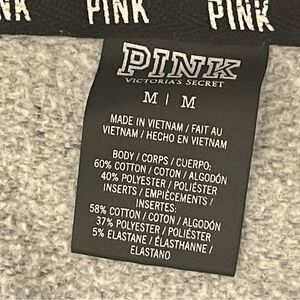 NK PINK PINK
PINK
VICTORIA'S SECRET
M | M
MADE IN VIETNAM / FAIT AU
VIETNAM / HECHO EN VIETNAM
BODY / CORPS / CUERPO:
60% COTTON / COTON / ALGODÓN
40% POLYESTER / POLIÉSTER
INSERTS / EMPIÈCEMENTS /
INSERTES:
58% COTTON / COTON / ALGODÓN
37% POLYESTER / POLIÉSTER
5% ELASTANE / ÉLASTHANNE /
ELASTANO